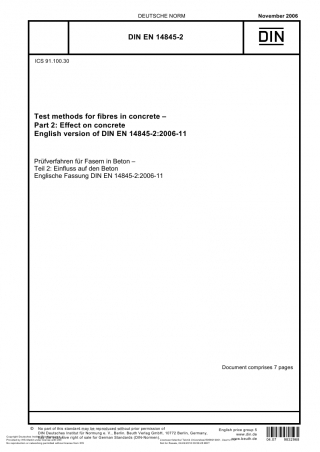 DEUTSCHE NORM
November 2006
DIN EN 14845-2
DIN
ICS 91.100.30
Test methods for fibres in concrete –
Part 2: Effect on concrete
English version of DIN EN 14845-2:2006-11
Prüfverfahren für Fasern in Beton –
Teil 2: Einfluss auf den Beton
Englische Fassung DIN EN 14845-2:2006-11
Document comprises 7 pages
© No part of this standard may be reproduced without prior permission of
DIN Deutsches Institut für Normung e. V., Berlin. Beuth Verlag GmbH, 10772 Berlin, Germany,
has the exclusive right of sale for German Standards (DIN-Normen).
English price group 6
www.din.de
www.beuth.de